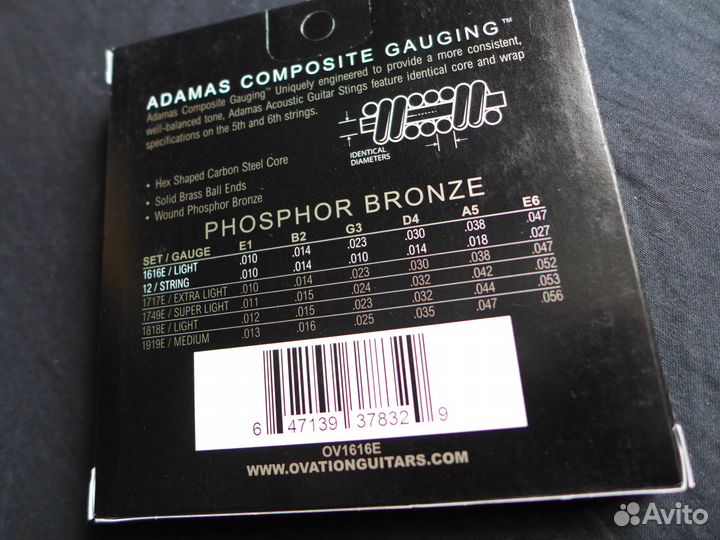 ADAMAS COMPOSITE GAUGING™
Adamas Composite Gauging™ Uniquely engineered to provide a more consistent,
well-balanced tone, Adamas Acoustic Guitar Stings feature identical core and wrap
specifications on the 5th and 6th strings.
IDENTICAL
DIAMETERS
• Hex Shaped Carbon Steel Core
• Solid Brass Ball Ends
• Wound Phosphor Bronze
PHOSPHOR BRONZE
SET / GAUGE E1 B2 G3 D4 A5 E6
1616E / LIGHT .010 .014 .023 .030 .038 .047
12 / STRING .010 .014 .010 .014 .018 .027
1717E / EXTRA LIGHT .010 .014 .023 .030 .038 .047
1749E / SUPER LIGHT .011 .015 .024 .032 .042 .052
1818E / LIGHT .012 .015 .023 .032 .044 .053
1919E / MEDIUM .013 .016 .025 .035 .047 .056
6 47139 37832 9
OV1616E
WWW.OVATIONGUITARS.COM
Avito